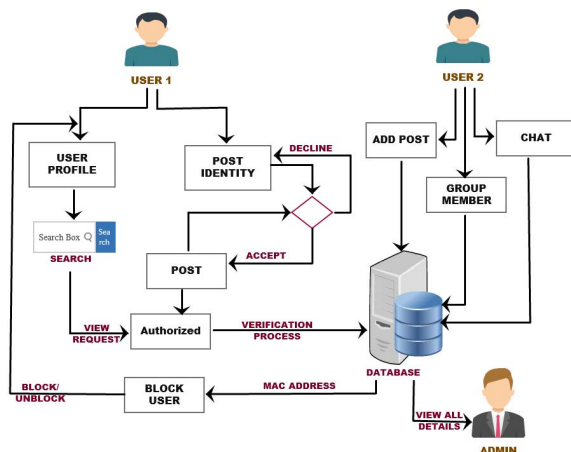 USER 1
USER 2
DECLINE
ADD POST
CHAT
USER
PROFILE
POST
IDENTITY
GROUP
MEMBER
Search Box
Sea
rch
SEARCH
ACCEPT
POST
VIEW
REQUEST
Authorized
VERIFICATION
PROCESS
DATABASE
BLOCK/
UNBLOCK
BLOCK
USER
MAC ADDRESS
VIEW ALL
DETAILS
ADMIN